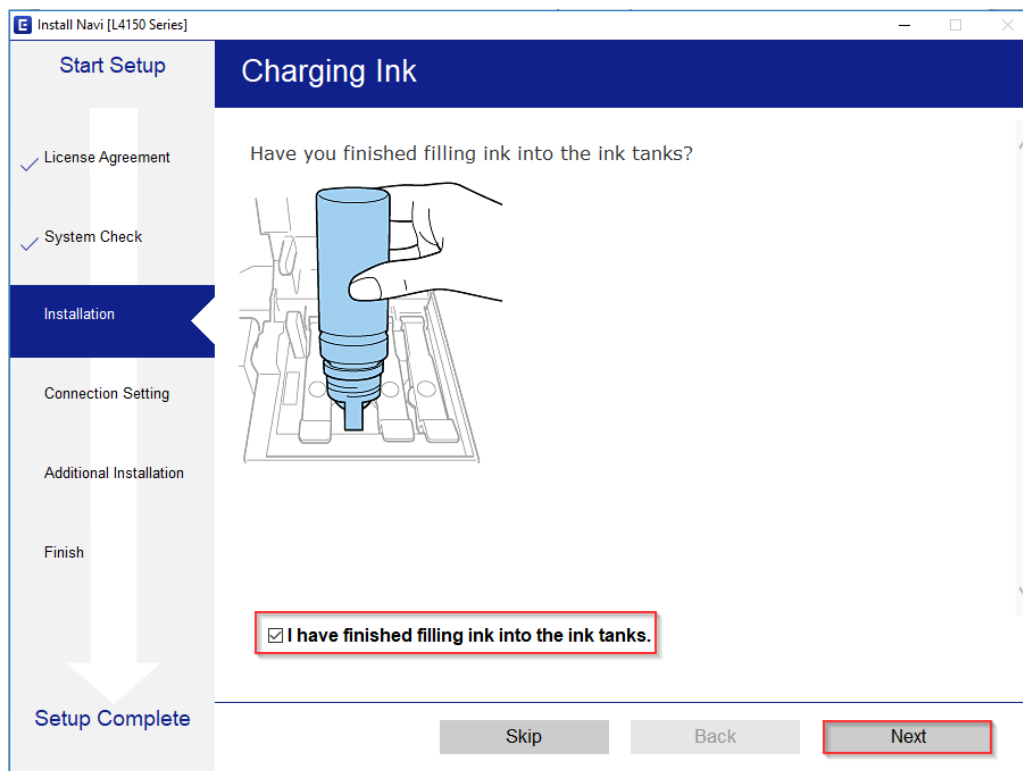 Install Navi [L4150 Series]
Start Setup
Charging Ink
License Agreement
System Check
Installation
Connection Setting
Additional Installation
Finish
Setup Complete
Have you finished filling ink into the ink tanks?
I have finished filling ink into the ink tanks.
Skip
Back
Next